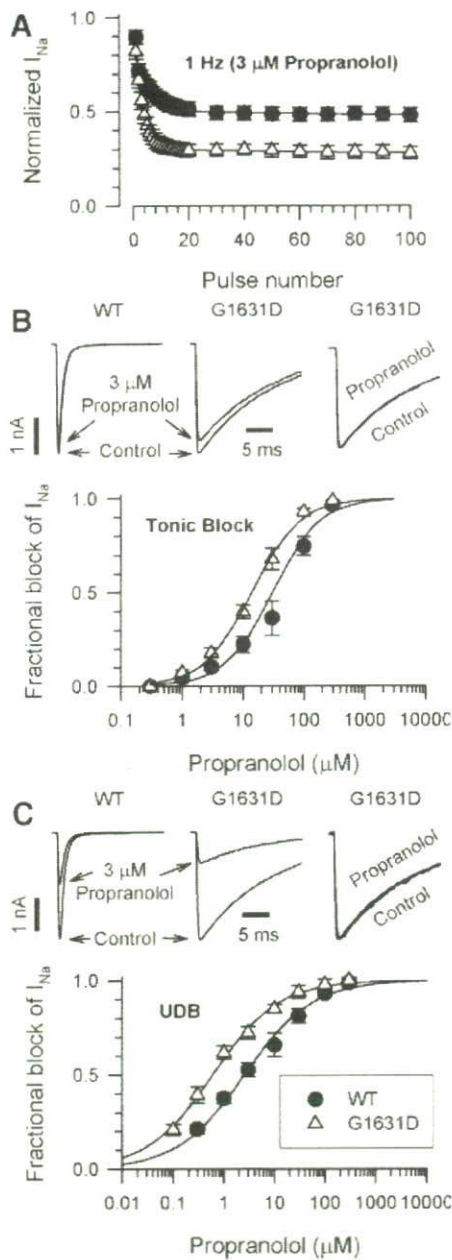 A
1 Hz (3 μM Propranolol)
Normalized I_Na
1.0
0.5
0.0
0 20 40 60 80 100
Pulse number
B
WT G1631D G1631D
3 μM
Propranolol
Control
1 nA
5 ms
Propranolol
Control
Tonic Block
Fractional block of I_Na
1.0
0.5
0.0
0.1 1 10 100 1000 10000
Propranolol (μM)
C
WT G1631D G1631D
3 μM
Propranolol
Control
1 nA
5 ms
Propranolol
Control
UDB
Fractional block of I_Na
1.0
0.5
0.0
WT
G1631D
0.01 0.1 1 10 100 1000 10000
Propranolol (μM)